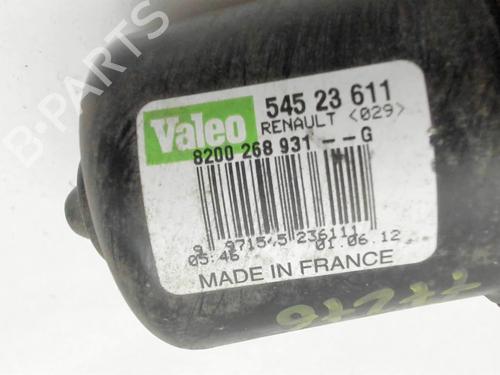 B-PARTS
Valeo
545 23 611
RENAULT <029>
8200 268 931 -- G
9 971545 236111
05:46 01.06.12
MADE IN FRANCE